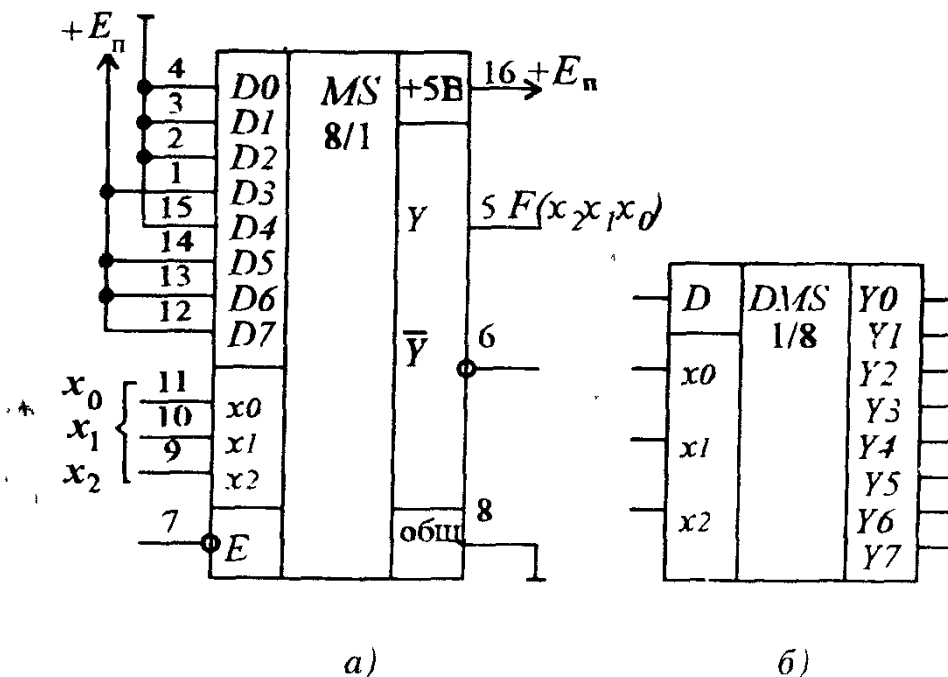 +Eп
4 D0 MS +5В 16 +Eп
3 D1 8/1
2 D2
1 D3
15 D4 Y 5 F(x2x1x0)
14 D5
13 D6
12 D7 Y̅ 6
x0 11 x0
x1 10 x1
x2 9 x2
7 E общ 8
D DMS Y0
1/8 Y1
x0 Y2
Y3
x1 Y4
Y5
x2 Y6
Y7
а)
б)